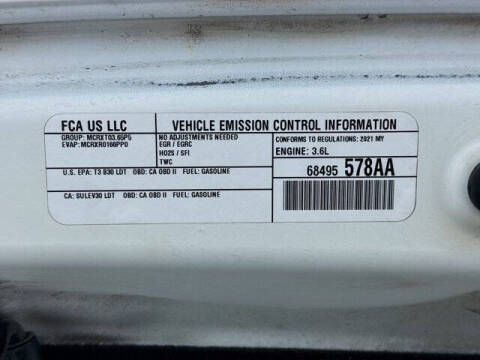 FCA US LLC
GROUP: MCRXT03.65P5
EVAP: MCRXR0166PP0
VEHICLE EMISSION CONTROL INFORMATION
NO ADJUSTMENTS NEEDED
EGR / EGRC
HO2S / SFI
TWC
CONFORMS TO REGULATIONS: 2021 MY
ENGINE: 3.6L
U.S. EPA: T3 B30 LDT OBD: CA OBD II FUEL: GASOLINE
CA: SULEV30 LDT OBD: CA OBD II FUEL: GASOLINE
68495 578AA